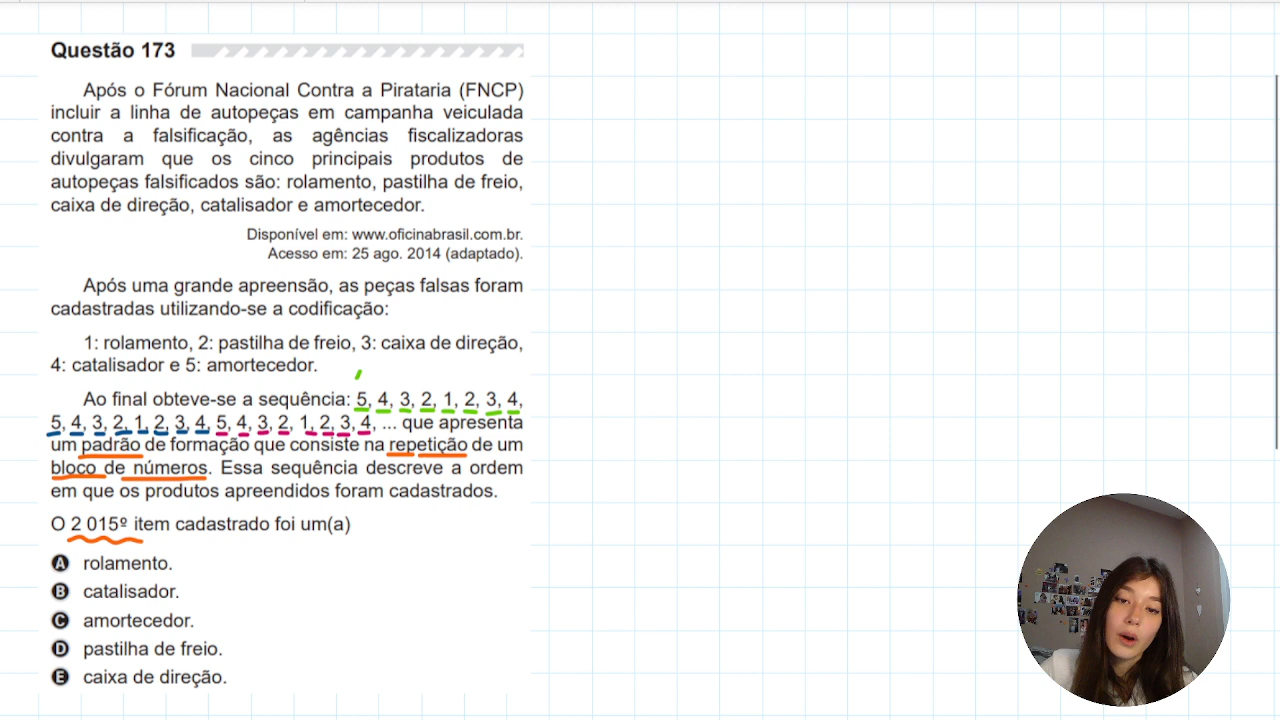 Questão 173
Após o Fórum Nacional Contra a Pirataria (FNCP)
incluir a linha de autopeças em campanha veiculada
contra a falsificação, as agências fiscalizadoras
divulgaram que os cinco principais produtos de
autopeças falsificados são: rolamento, pastilha de freio,
caixa de direção, catalisador e amortecedor.
Disponível em: www.oficinabrasil.com.br.
Acesso em: 25 ago. 2014 (adaptado).
Após uma grande apreensão, as peças falsas foram
cadastradas utilizando-se a codificação:
1: rolamento, 2: pastilha de freio, 3: caixa de direção,
4: catalisador e 5: amortecedor.
Ao final obteve-se a sequência: 5, 4, 3, 2, 1, 2, 3, 4,
5, 4, 3, 2, 1, 2, 3, 4, 5, 4, 3, 2, 1, 2, 3, 4, ... que apresenta
um padrão de formação que consiste na repetição de um
bloco de números. Essa sequência descreve a ordem
em que os produtos apreendidos foram cadastrados.
O 2 015º item cadastrado foi um(a)
A rolamento.
B catalisador.
C amortecedor.
D pastilha de freio.
E caixa de direção.